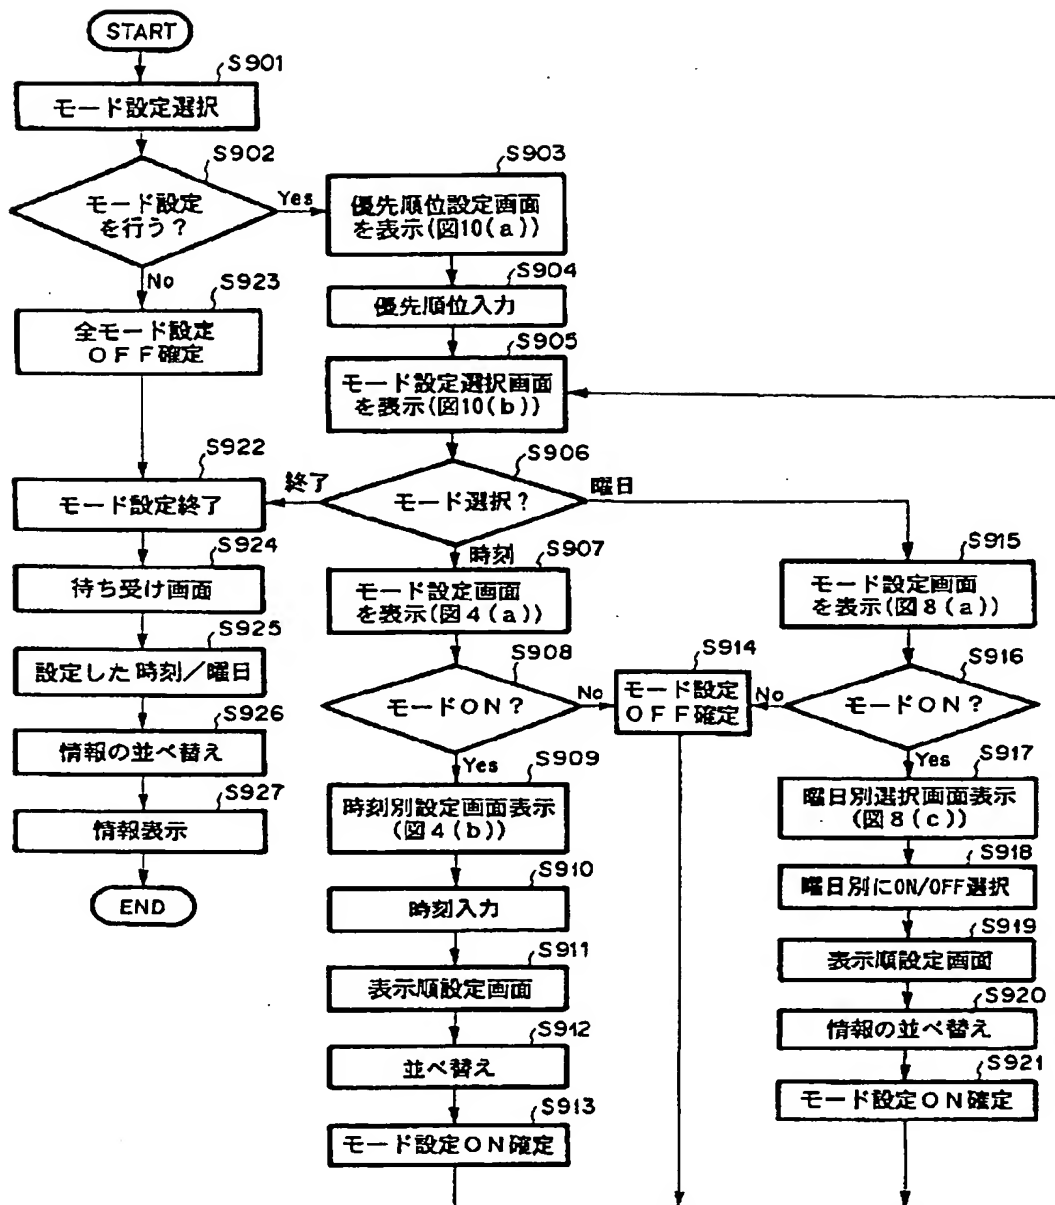 START
S901
モード設定選択
S902
モード設定
を行う?
Yes
No
S903
優先順位設定画面
を表示(図10(a))
S904
優先順位入力
S905
モード設定選択画面
を表示(図10(b))
S923
全モード設定
OFF確定
S922
モード設定終了
S906
モード選択?
終了
曜日
時刻
S924
待ち受け画面
S925
設定した時刻/曜日
S926
情報の並べ替え
S927
情報表示
END
S907
モード設定画面
を表示(図4(a))
S908
モードON?
No
Yes
S909
時刻別設定画面表示
(図4(b))
S910
時刻入力
S911
表示順設定画面
S912
並べ替え
S913
モード設定ON確定
S914
モード設定
OFF確定
S915
モード設定画面
を表示(図8(a))
S916
モードON?
No
Yes
S917
曜日別選択画面表示
(図8(c))
S918
曜日別にON/OFF選択
S919
表示順設定画面
S920
情報の並べ替え
S921
モード設定ON確定